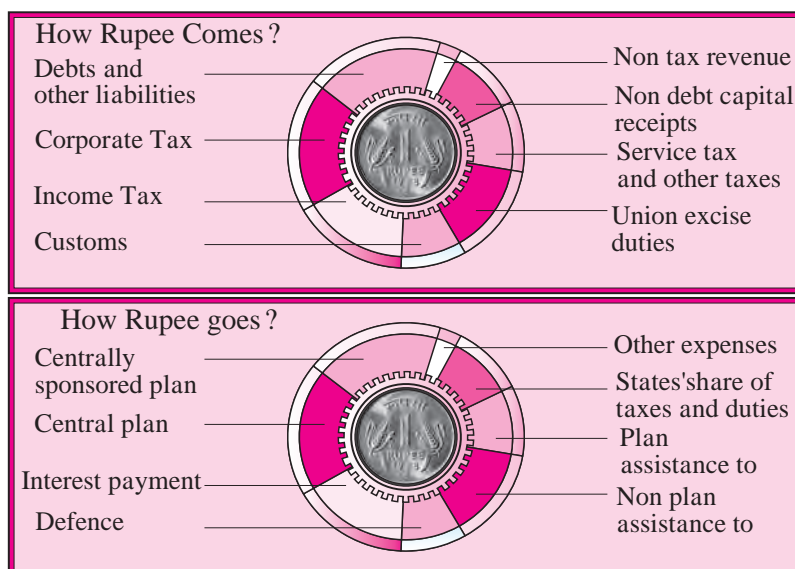 How Rupee Comes ?
Debts and
other liabilities
Corporate Tax
Income Tax
Customs
Non tax revenue
Non debt capital
receipts
Service tax
and other taxes
Union excise
duties
How Rupee goes ?
Centrally
sponsored plan
Central plan
Interest payment
Defence
Other expenses
States'share of
taxes and duties
Plan
assistance to
Non plan
assistance to